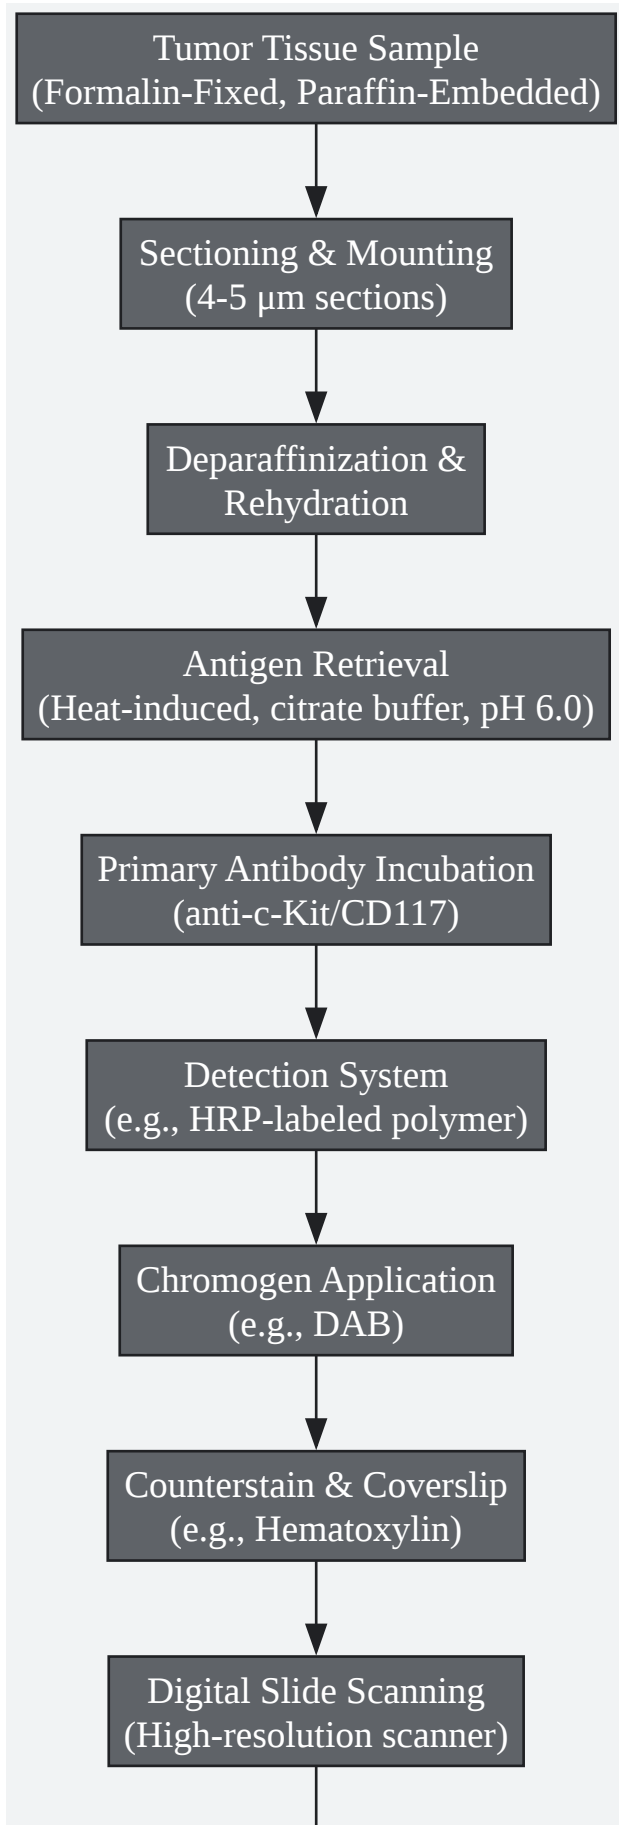 Tumor Tissue Sample
(Formalin-Fixed, Paraffin-Embedded)
Sectioning & Mounting
(4-5 μm sections)
Deparaffinization &
Rehydration
Antigen Retrieval
(Heat-induced, citrate buffer, pH 6.0)
Primary Antibody Incubation
(anti-c-Kit/CD117)
Detection System
(e.g., HRP-labeled polymer)
Chromogen Application
(e.g., DAB)
Counterstain & Coverslip
(e.g., Hematoxylin)
Digital Slide Scanning
(High-resolution scanner)